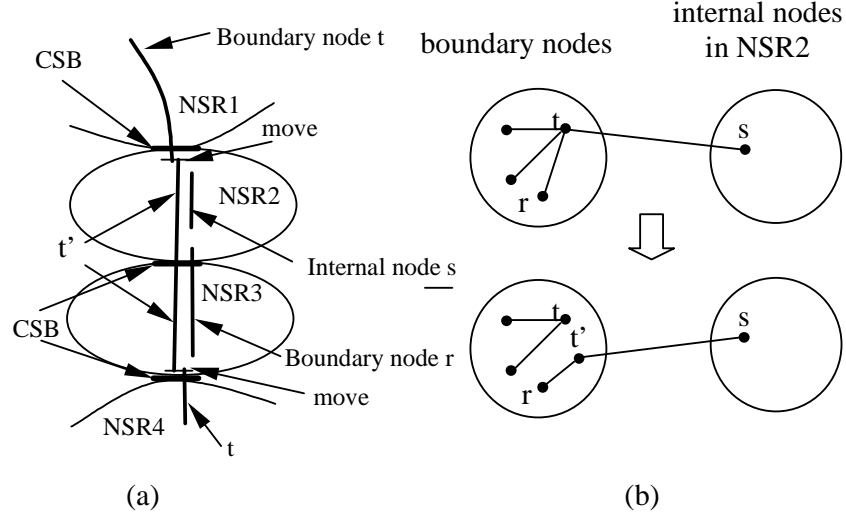 Boundary node t
CSB
NSR1
move
NSR2
t’
Internal node s
NSR3
CSB
Boundary node r
move
NSR4
t
(a)
boundary nodes
internal nodes
in NSR2
t
s
r
t
t’
s
r
(b)